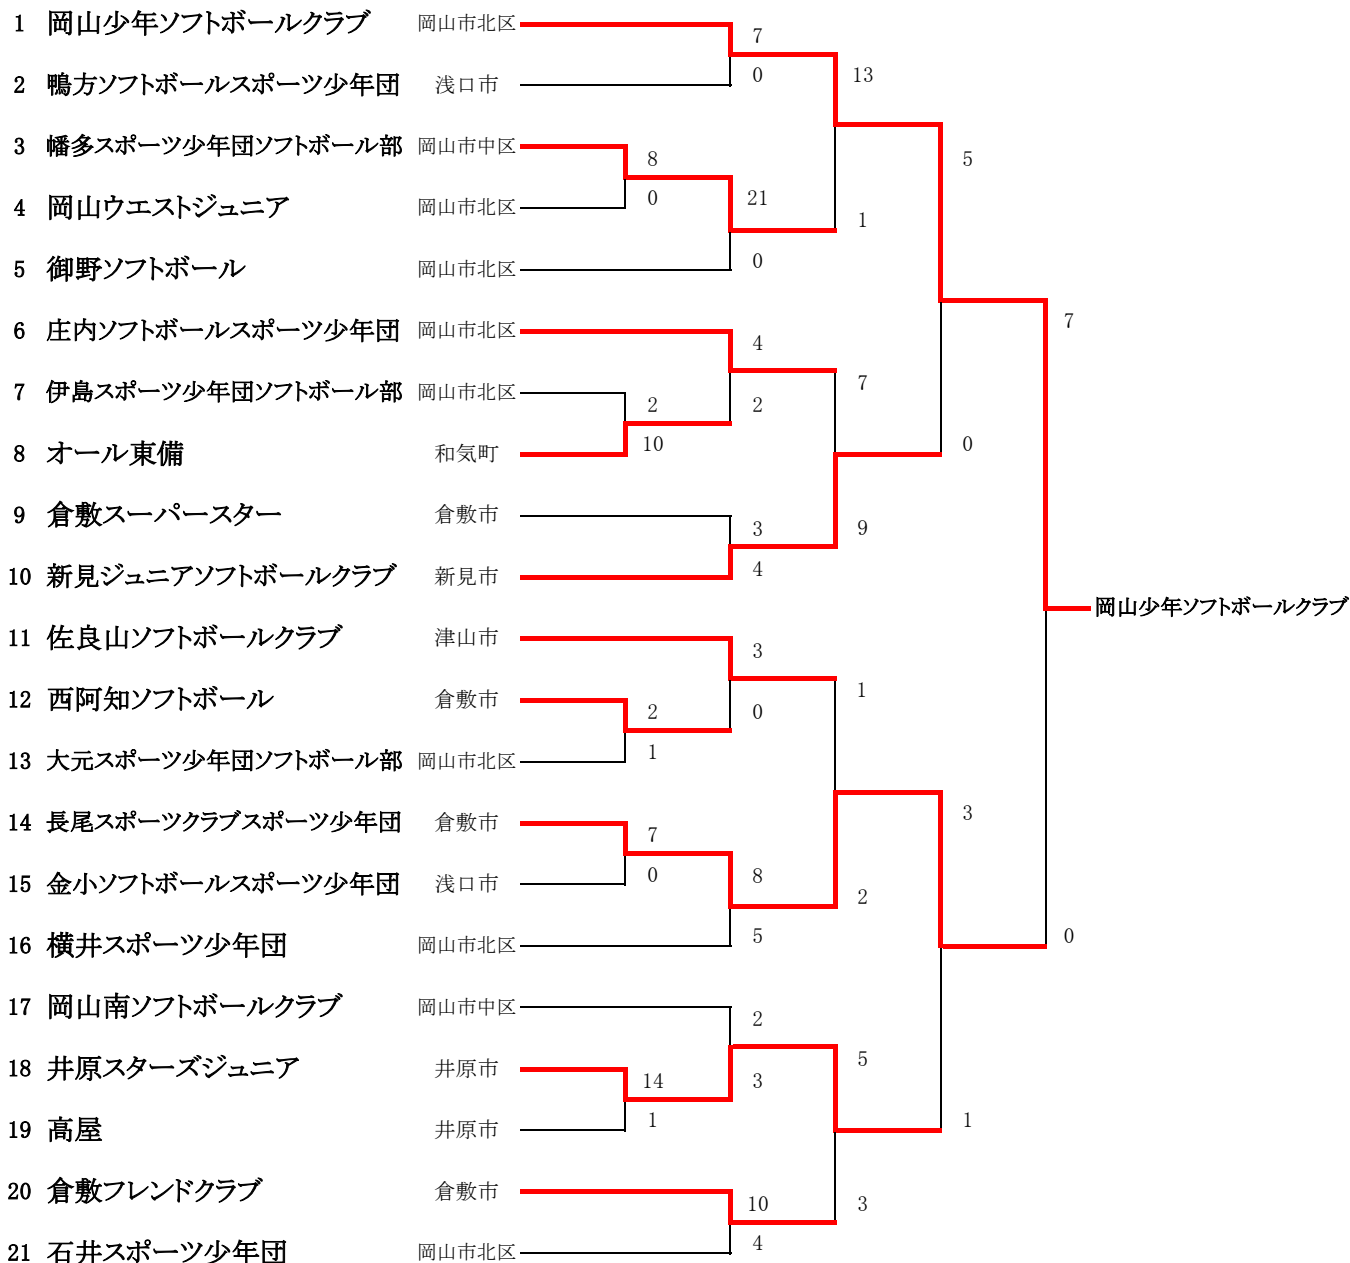 1 岡山少年ソフトボールクラブ 岡山市北区
7
0
2 鴨方ソフトボールスポーツ少年団 浅口市
13
3 幡多スポーツ少年団ソフトボール部 岡山市中区
8
0
5
4 岡山ウエストジュニア 岡山市北区
21
1
5 御野ソフトボール 岡山市北区
0
6 庄内ソフトボールスポーツ少年団 岡山市北区
4
7
7
7 伊島スポーツ少年団ソフトボール部 岡山市北区
2
2
10
0
8 オール東備 和気町
9 倉敷スーパースター 倉敷市
3
9
4
10 新見ジュニアソフトボールクラブ 新見市
岡山少年ソフトボールクラブ
11 佐良山ソフトボールクラブ 津山市
3
1
12 西阿知ソフトボール 倉敷市
2
0
1
13 大元スポーツ少年団ソフトボール部 岡山市北区
3
14 長尾スポーツクラブスポーツ少年団 倉敷市
7
0
8
15 金小ソフトボールスポーツ少年団 浅口市
2
16 横井スポーツ少年団 岡山市北区
5
0
17 岡山南ソフトボールクラブ 岡山市中区
2
5
18 井原スターズジュニア 井原市
14
3
1
1
19 高屋 井原市
20 倉敷フレンドクラブ 倉敷市
10
3
4
21 石井スポーツ少年団 岡山市北区